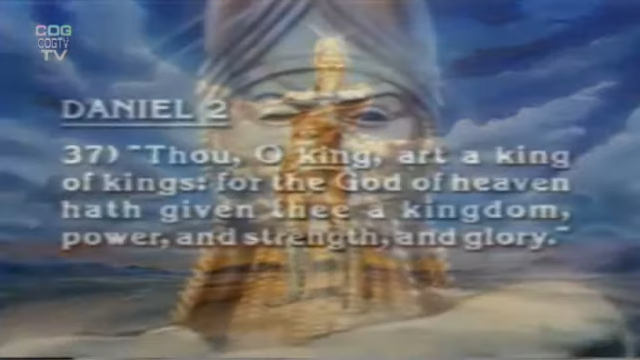 COG
COGTV
TV
DANIEL 2
37) "Thou, O king, art a king
of kings: for the God of heaven
hath given thee a kingdom,
power, and strength, and glory."